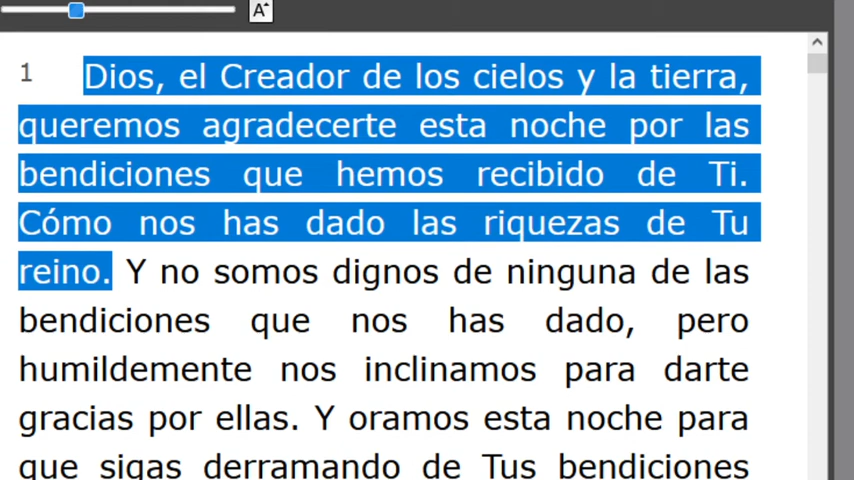 A
1 Dios, el Creador de los cielos y la tierra,
queremos agradecerte esta noche por las
bendiciones que hemos recibido de Ti.
Cómo nos has dado las riquezas de Tu
reino. Y no somos dignos de ninguna de las
bendiciones que nos has dado, pero
humildemente nos inclinamos para darte
gracias por ellas. Y oramos esta noche para
que sigas derramando de Tus bendiciones